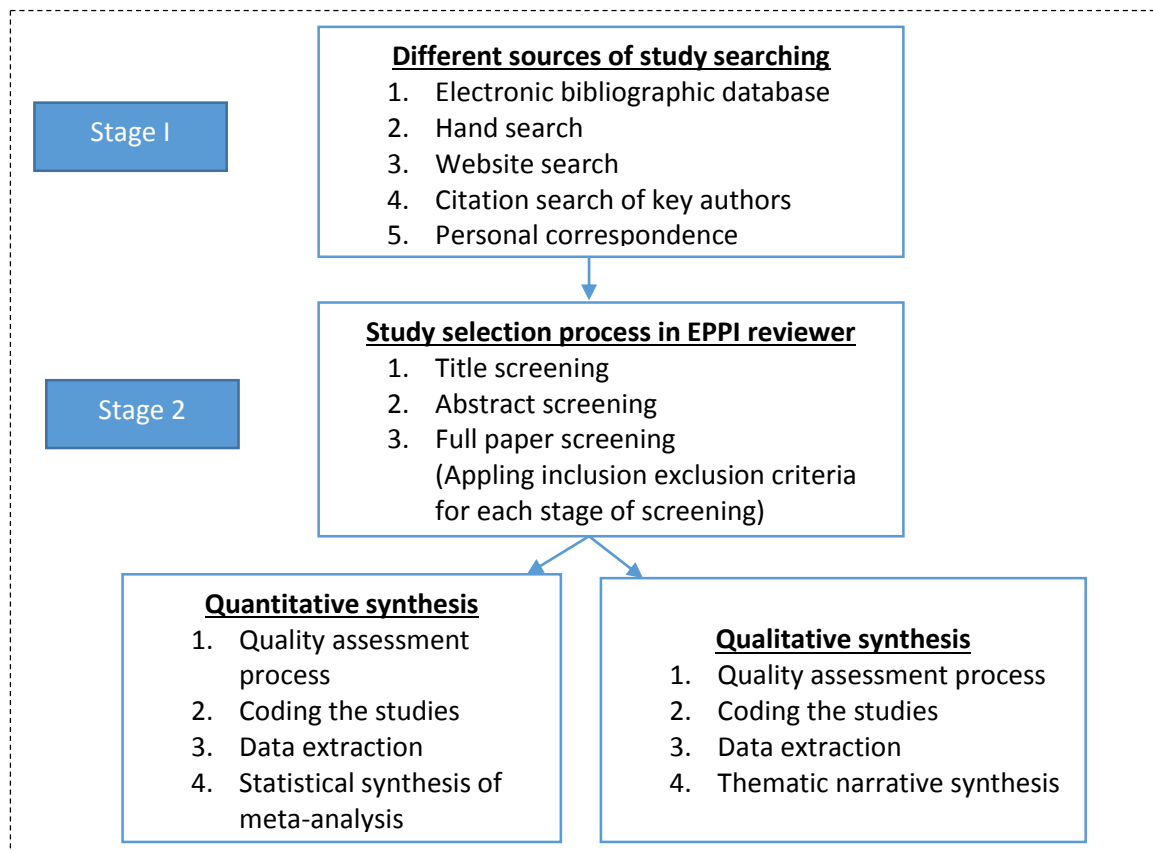 Different sources of study searching
1. Electronic bibliographic database
2. Hand search
3. Website search
4. Citation search of key authors
5. Personal correspondence
Stage I
Study selection process in EPPI reviewer
1. Title screening
2. Abstract screening
3. Full paper screening
(Appling inclusion exclusion criteria
for each stage of screening)
Stage 2
Quantitative synthesis
1. Quality assessment
process
2. Coding the studies
3. Data extraction
4. Statistical synthesis of
meta-analysis
Qualitative synthesis
1. Quality assessment process
2. Coding the studies
3. Data extraction
4. Thematic narrative synthesis